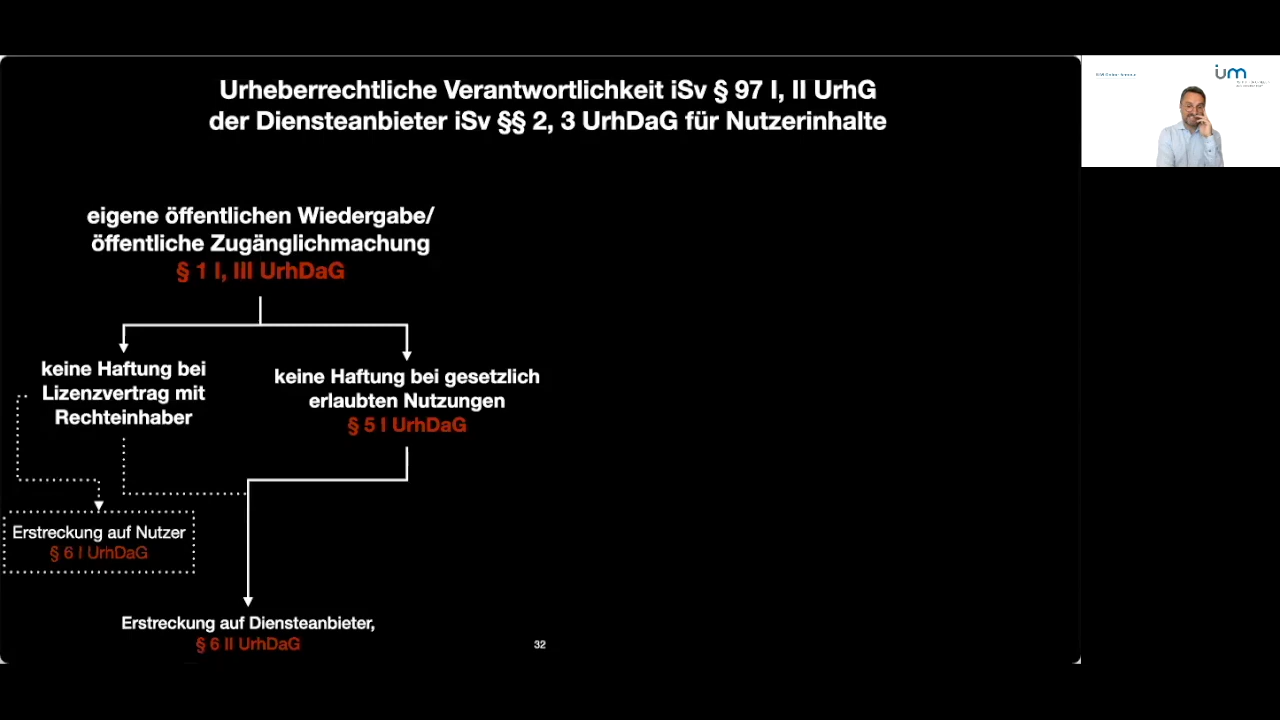 Urheberrechtliche Verantwortlichkeit iSv § 97 I, II UrhG
der Diensteanbieter iSv §§ 2, 3 UrhDaG für Nutzerinhalte
eigene öffentlichen Wiedergabe/
öffentliche Zugänglichmachung
§ 1 I, III UrhDaG
keine Haftung bei
Lizenzvertrag mit
Rechteinhaber
keine Haftung bei gesetzlich
erlaubten Nutzungen
§ 5 I UrhDaG
Erstreckung auf Nutzer
§ 6 I UrhDaG
Erstreckung auf Diensteanbieter,
§ 6 II UrhDaG
32